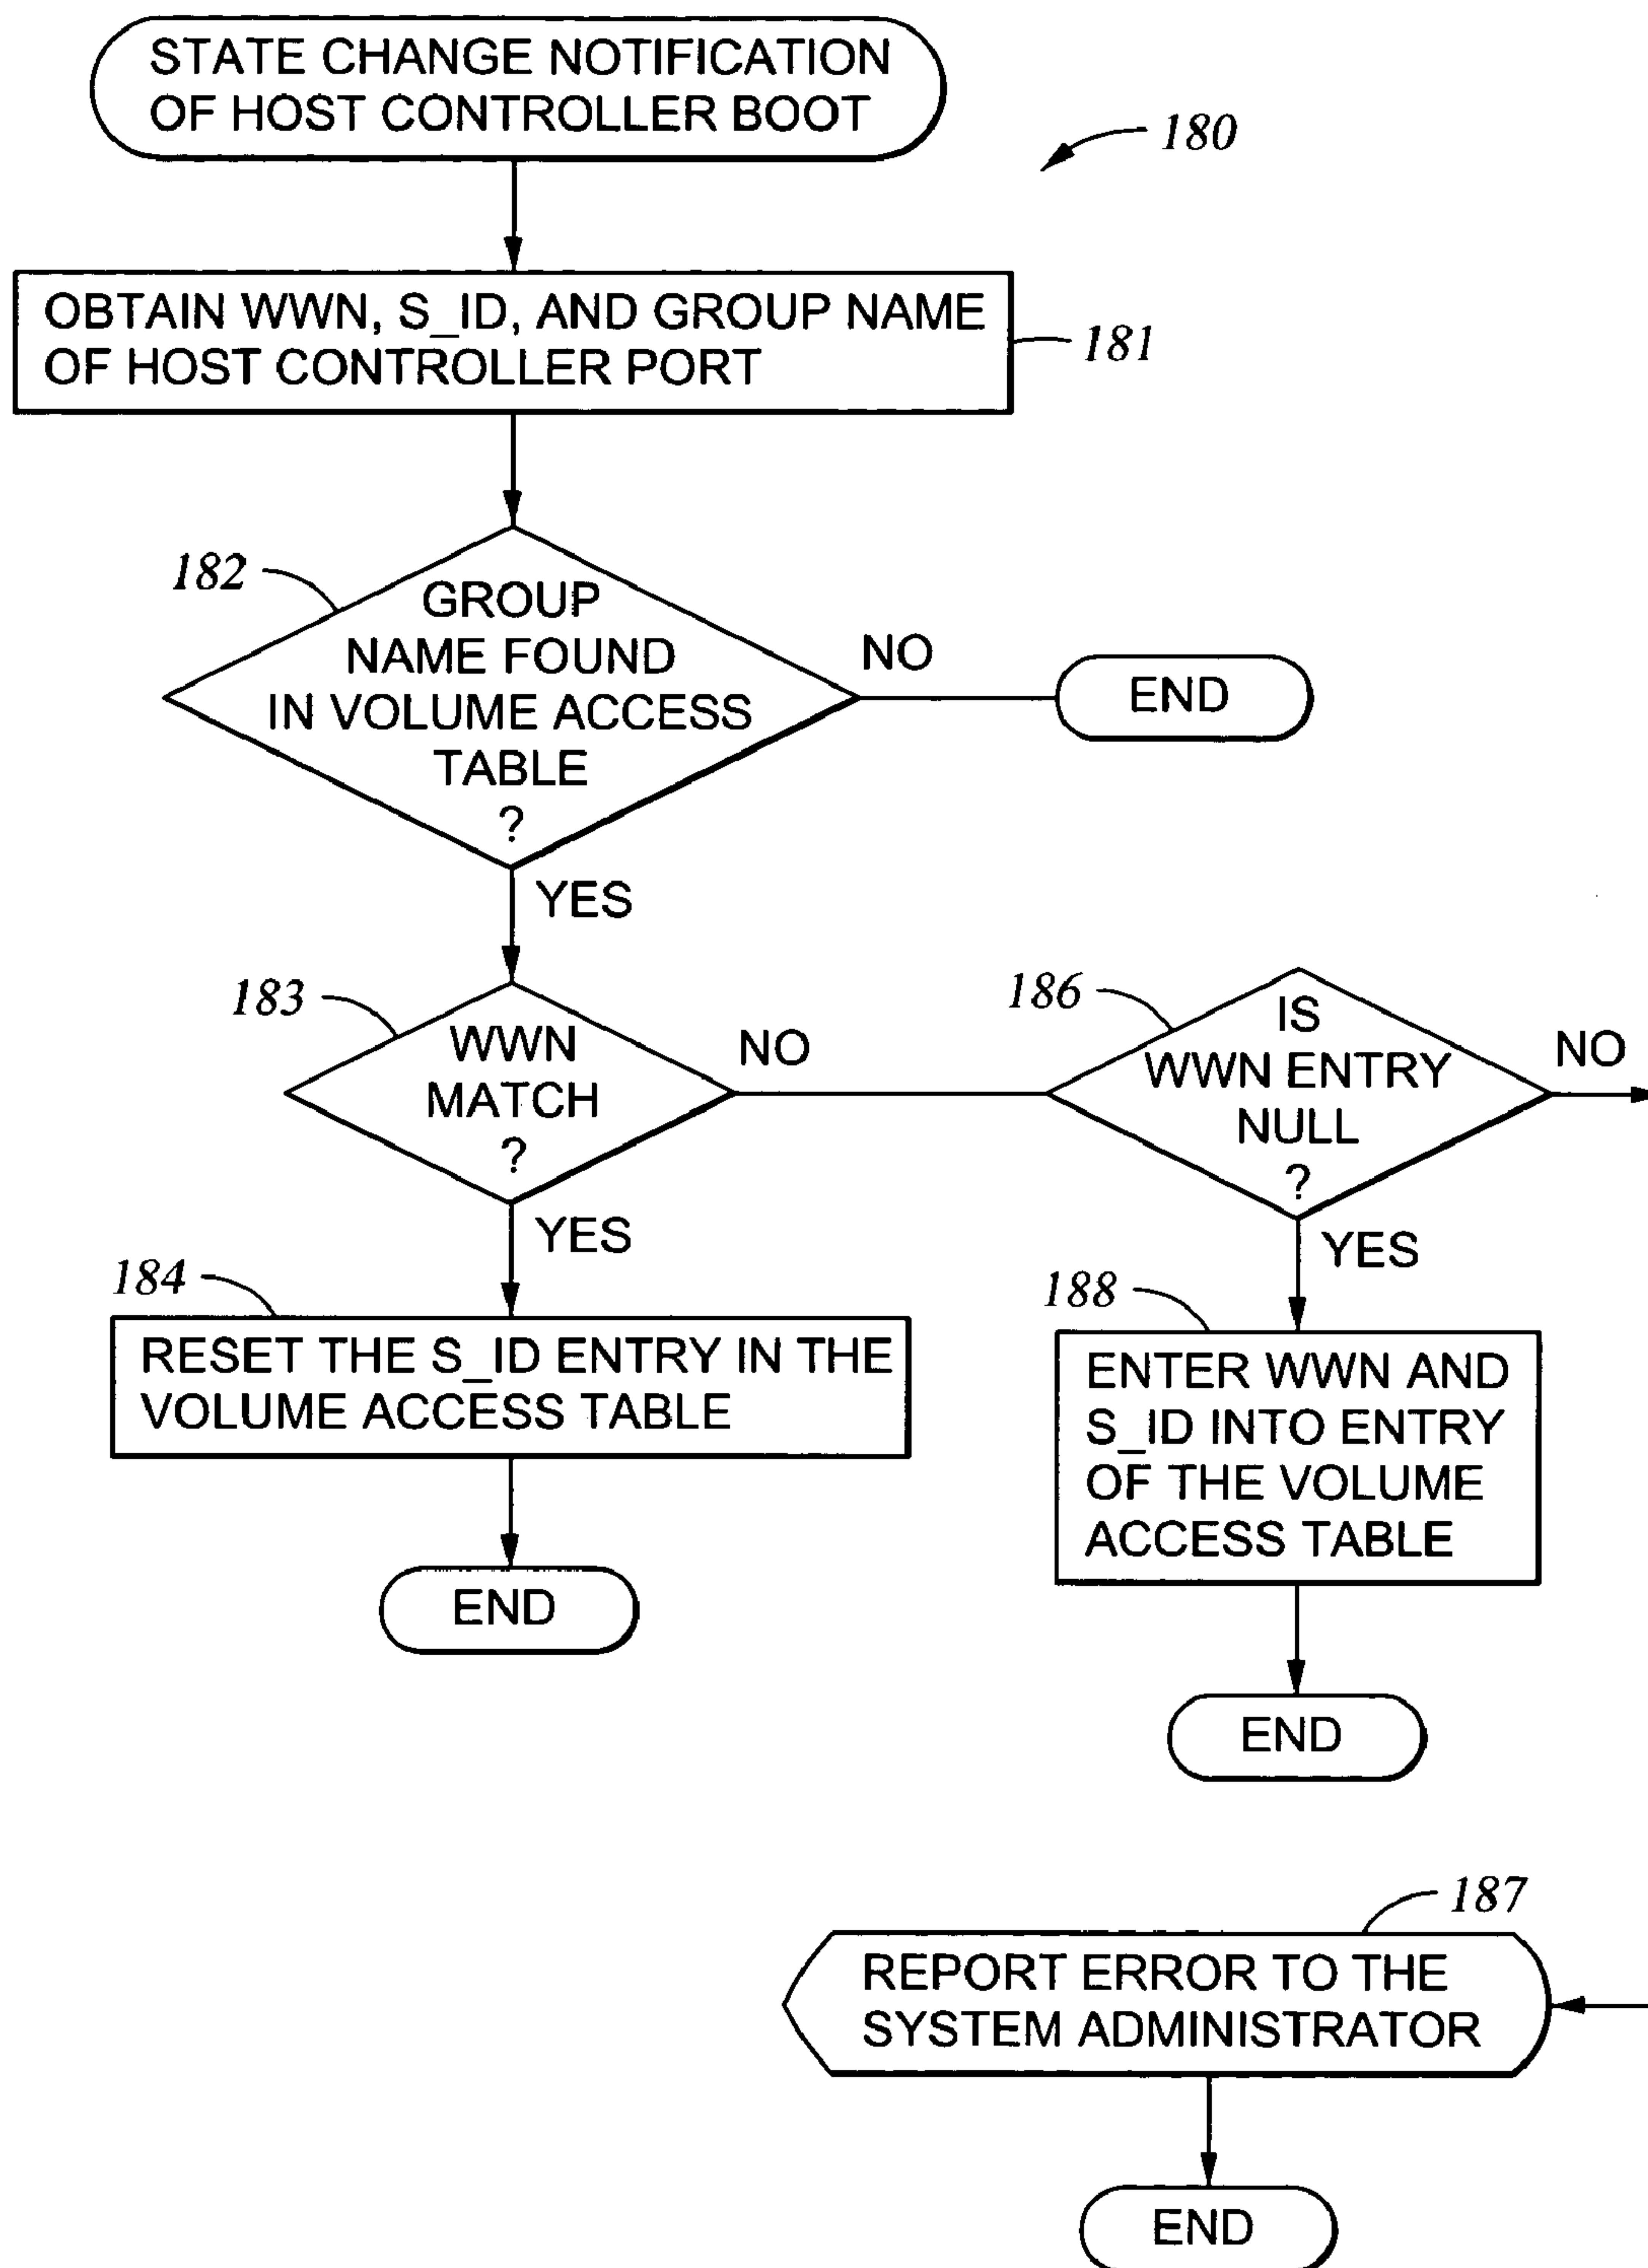 STATE CHANGE NOTIFICATION
OF HOST CONTROLLER BOOT
180
OBTAIN WWN, S_ID, AND GROUP NAME
OF HOST CONTROLLER PORT
181
182
GROUP
NAME FOUND
IN VOLUME ACCESS
TABLE
?
NO
END
YES
183
WWN
MATCH
?
NO
186
IS
WWN ENTRY
NULL
?
NO
YES
184
RESET THE S_ID ENTRY IN THE
VOLUME ACCESS TABLE
END
YES
188
ENTER WWN AND
S_ID INTO ENTRY
OF THE VOLUME
ACCESS TABLE
END
187
REPORT ERROR TO THE
SYSTEM ADMINISTRATOR
END